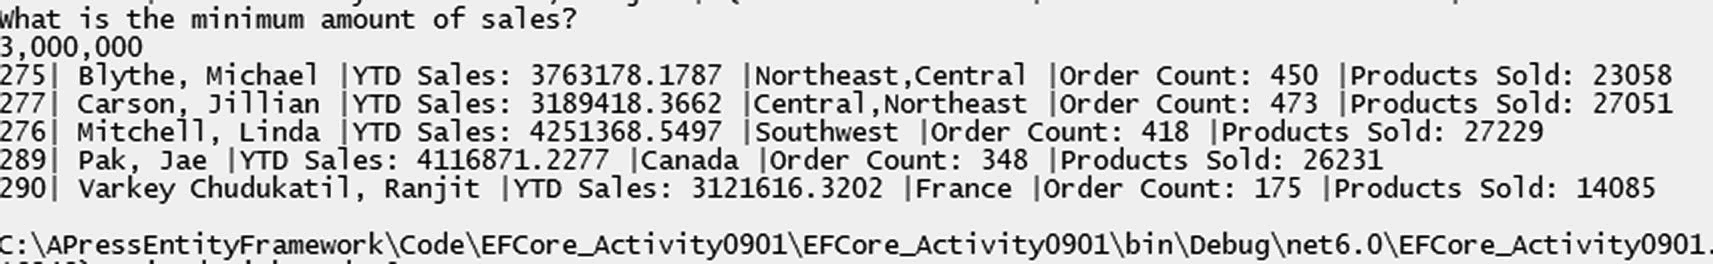 What is the minimum amount of sales?
3,000,000
275| Blythe, Michael |YTD Sales: 3763178.1787 |Northeast,Central |Order Count: 450 |Products Sold: 23058
277| Carson, Jillian |YTD Sales: 3189418.3662 |Central,Northeast |Order Count: 473 |Products Sold: 27051
276| Mitchell, Linda |YTD Sales: 4251368.5497 |Southwest |Order Count: 418 |Products Sold: 27229
289| Pak, Jae |YTD Sales: 4116871.2277 |Canada |Order Count: 348 |Products Sold: 26231
290| Varkey Chudukatil, Ranjit |YTD Sales: 3121616.3202 |France |Order Count: 175 |Products Sold: 14085
C:\APressEntityFramework\Code\EFCore_Activity0901\EFCore_Activity0901\bin\Debug\net6.0\EFCore_Activity0901.